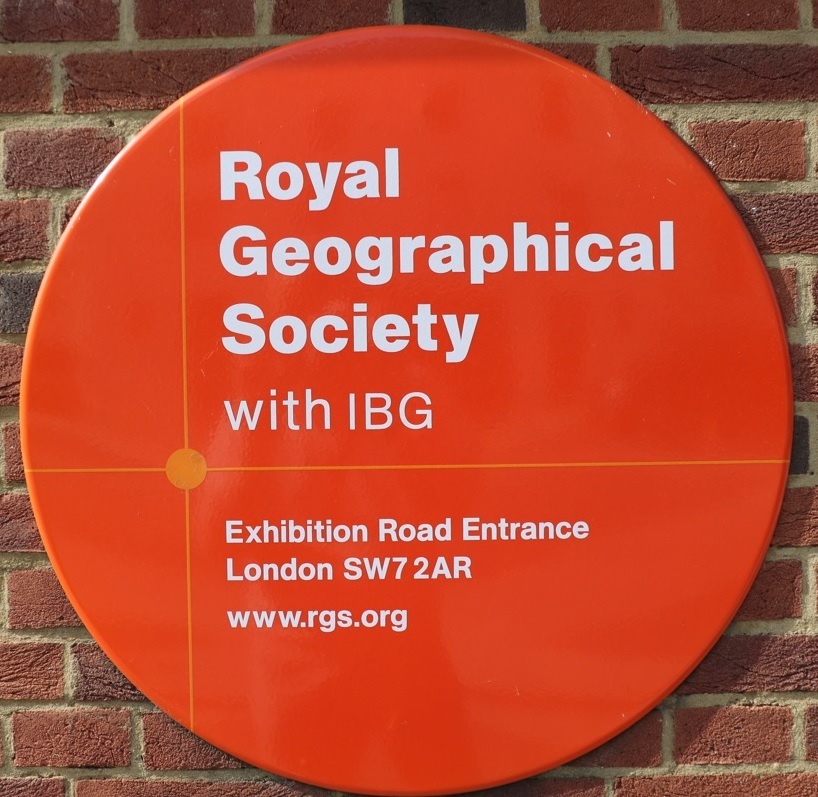 Royal
Geographical
Society
with IBG
Exhibition Road Entrance
London SW7 2AR
www.rgs.org